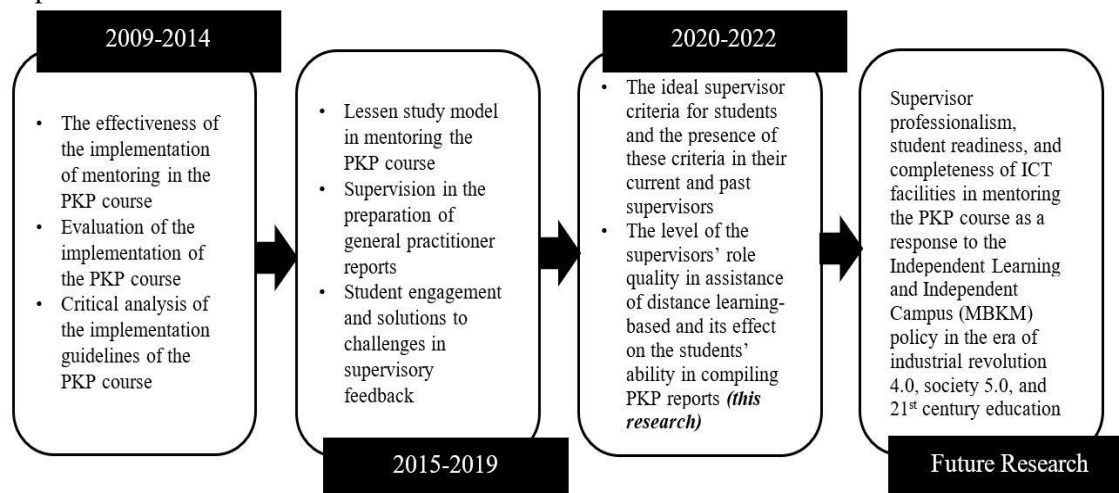 2009-2014
• The effectiveness of
the implementation
of mentoring in the
PKP course
• Evaluation of the
implementation of
the PKP course
• Critical analysis of
the implementation
guidelines of the
PKP course
• Lessen study model
in mentoring the
PKP course
• Supervision in the
preparation of
general practitioner
reports
• Student engagement
and solutions to
challenges in
supervisory
feedback
2015-2019
2020-2022
• The ideal supervisor
criteria for students
and the presence of
these criteria in their
current and past
supervisors
• The level of the
supervisors’ role
quality in assistance
of distance learning-
based and its effect
on the students’
ability in compiling
PKP reports (this
research)
Supervisor
professionalism,
student readiness, and
completeness of ICT
facilities in mentoring
the PKP course as a
response to the
Independent Learning
and Independent
Campus (MBKM)
policy in the era of
industrial revolution
4.0, society 5.0, and
21st century education
Future Research